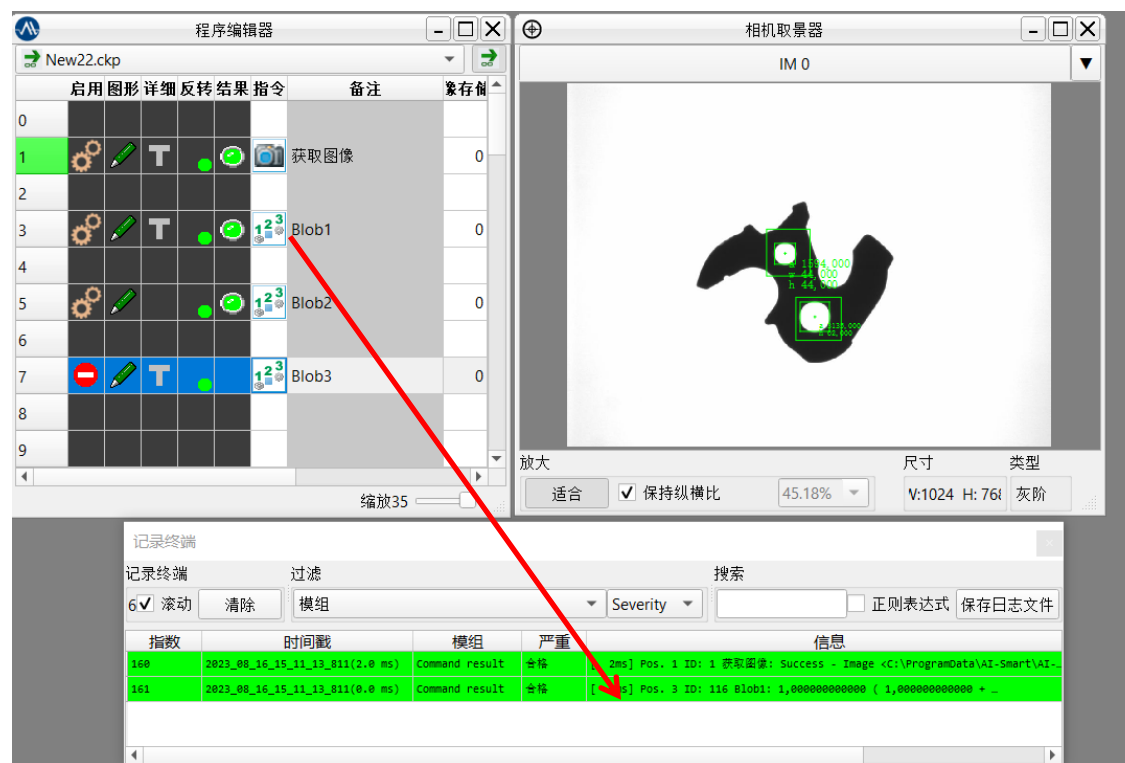 程序编辑器
New22.ckp
启用 图形 详细 反转 结果 指令 备注 象存储
0
1 获取图像 0
2
3 Blob1 0
4
5 Blob2 0
6
7 Blob3 0
8
9
缩放35
相机取景器
IM 0
1594,000
w 44,000
h 44,000
放大 尺寸 类型
适合 保持纵横比 45.18% W:1024 H: 768 灰阶
记录终端
记录终端 过滤 搜索
6 滚动 清除 模组 Severity 正则表达式 保存日志文件
指数 时间戳 模组 严重 信息
160 2023_08_16_15_11_13_811(2.0 ms) Command result 合格 [ 2ms] Pos. 1 ID: 1 获取图像: Success - Image <C:\ProgramData\AI-Smart\AI-…
161 2023_08_16_15_11_13_811(0.0 ms) Command result 合格 [ ms] Pos. 3 ID: 116 Blob1: 1,000000000000 ( 1,000000000000 + …